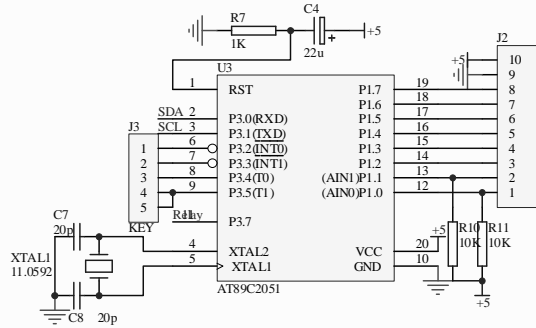 R7
1K
C4
22u
+5
J2
U3
1 RST
P1.7 19
P1.6 18
P1.5 17
P1.4 16
P1.3 15
P1.2 14
(AIN1)P1.1 13
(AIN0)P1.0 12
+5 10
9
8
7
6
5
4
3
2
1
SDA 2 P3.0(RXD)
SCL 3 P3.1(TXD)
6 P3.2(INT0)
7 P3.3(INT1)
8 P3.4(T0)
9 P3.5(T1)
Relay 11 P3.7
J3
1
2
3
4
5
KEY
C7
20p
XTAL1
11.0592
C8 20p
4 XTAL2
5 XTAL1
VCC 20 +5
GND 10
AT89C2051
R10
10K
R11
10K
+5